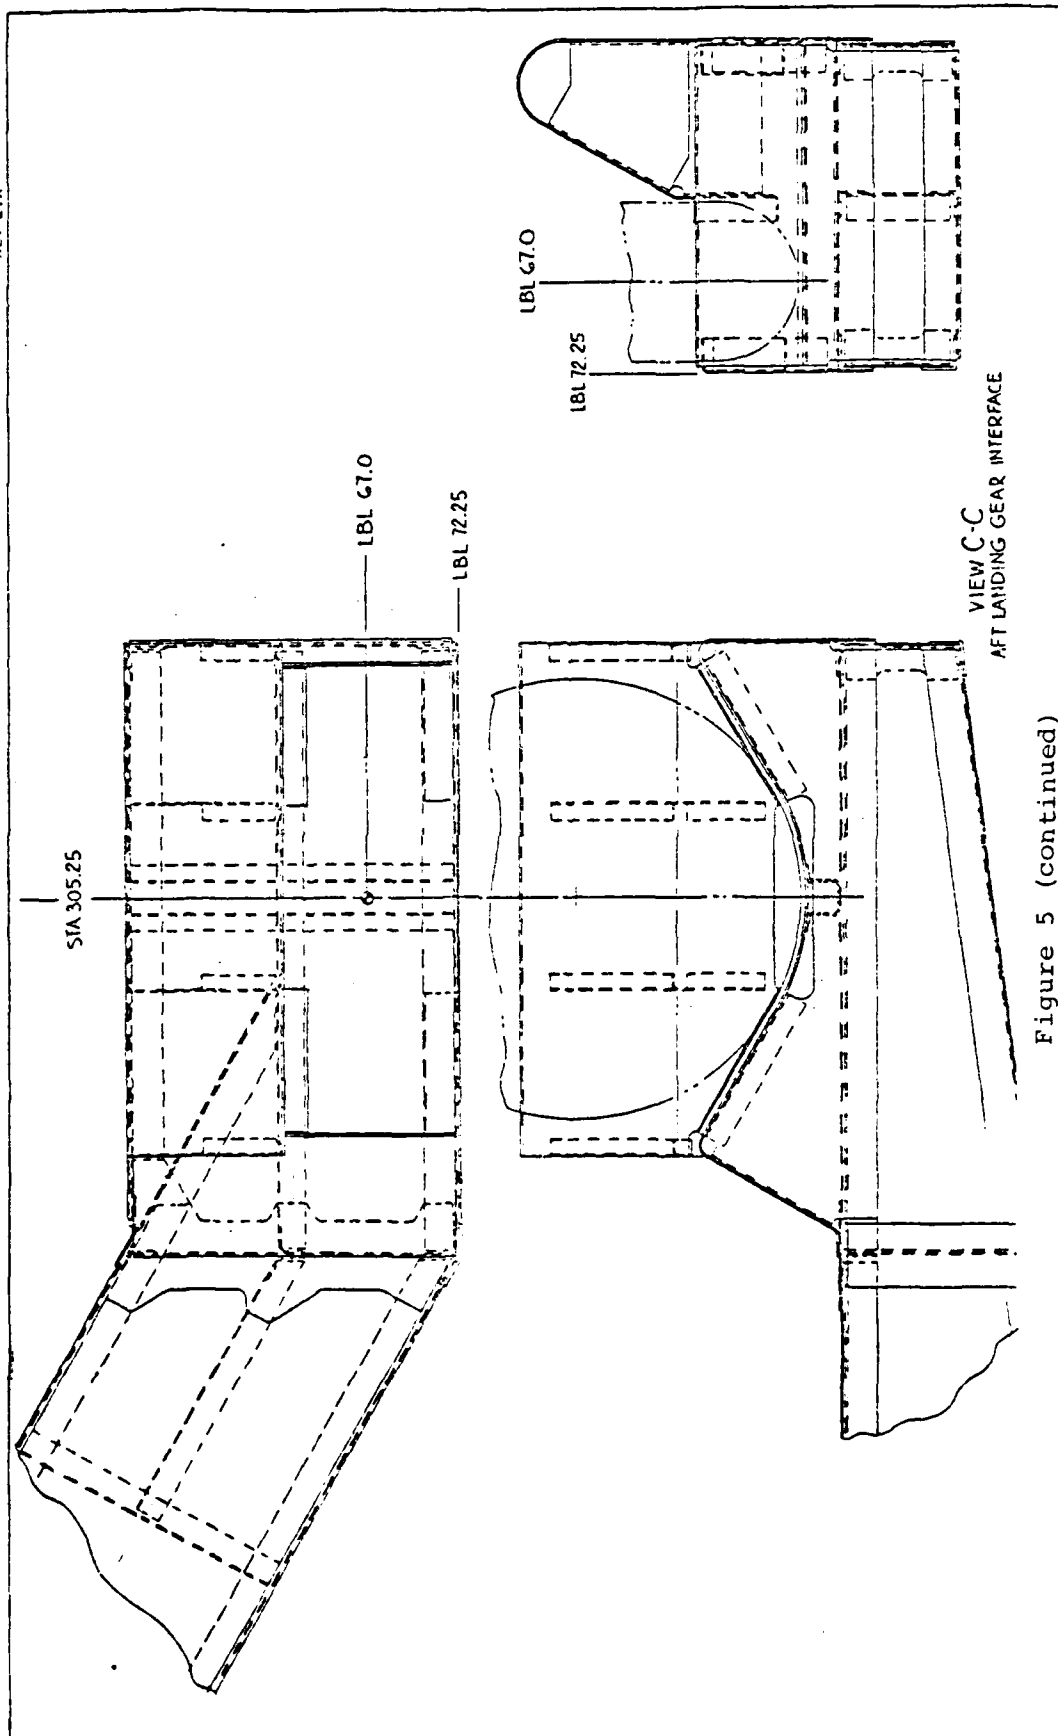 STA 305.25
LBL 67.0
LBL 72.25
LBL 67.0
LBL 72.25
VIEW C-C
AFT LANDING GEAR INTERFACE
Figure 5 (continued)